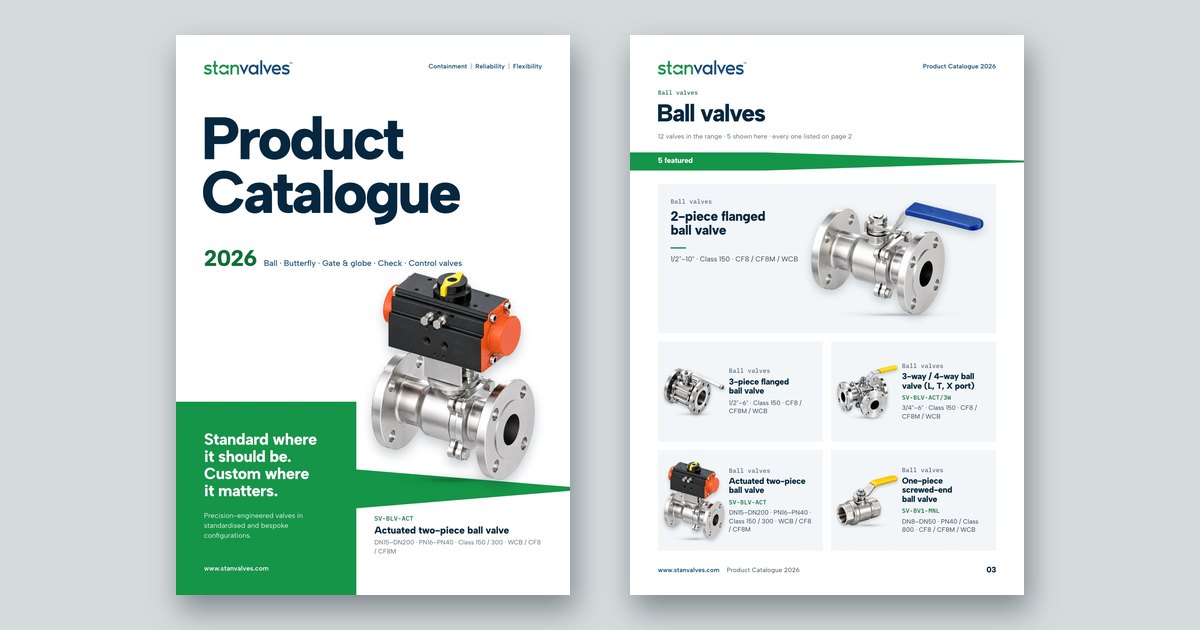 stanvalves™
Containment | Reliability | Flexibility
Product
Catalogue
2026 Ball · Butterfly · Gate & globe · Check · Control valves
Standard where
it should be.
Custom where
it matters.
Precision-engineered valves in
standardised and bespoke
configurations.
www.stanvalves.com
SV-BLV-ACT
Actuated two-piece ball valve
DN15–DN200 · PN16–PN40 · Class 150 / 300 · WCB / CF8
/ CF8M
stanvalves™
Product Catalogue 2026
Ball valves
Ball valves
12 valves in the range · 5 shown here · every one listed on page 2
5 featured
Ball valves
2-piece flanged
ball valve
1/2"–10" · Class 150 · CF8 / CF8M / WCB
Ball valves
3-piece flanged
ball valve
1/2"–6" · Class 150 · CF8 /
CF8M / WCB
Ball valves
3-way / 4-way ball
valve (L, T, X port)
SV-BLV-ACT/3W
3/4"–6" · Class 150 · CF8 /
CF8M / WCB
Ball valves
Actuated two-piece
ball valve
SV-BLV-ACT
DN15–DN200 · PN16–PN40 ·
Class 150 / 300 · WCB / CF8
/ CF8M
Ball valves
One-piece
screwed-end
ball valve
SV-BV1-MNL
DN8–DN50 · PN40 / Class
800 · CF8 / CF8M / WCB
www.stanvalves.com Product Catalogue 2026
03